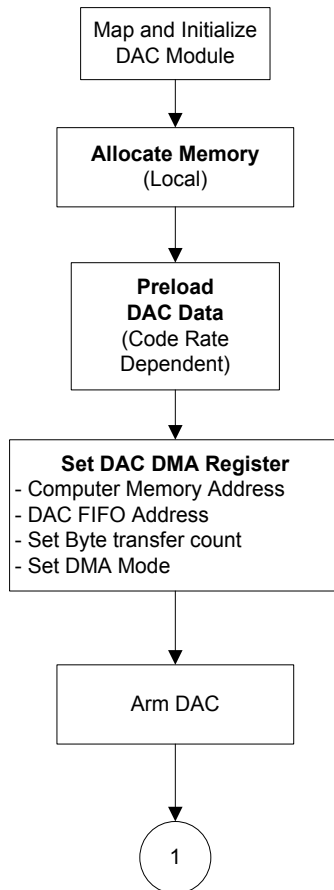 Map and Initialize
DAC Module
Allocate Memory
(Local)
Preload
DAC Data
(Code Rate
Dependent)
Set DAC DMA Register
- Computer Memory Address
- DAC FIFO Address
- Set Byte transfer count
- Set DMA Mode
Arm DAC
1